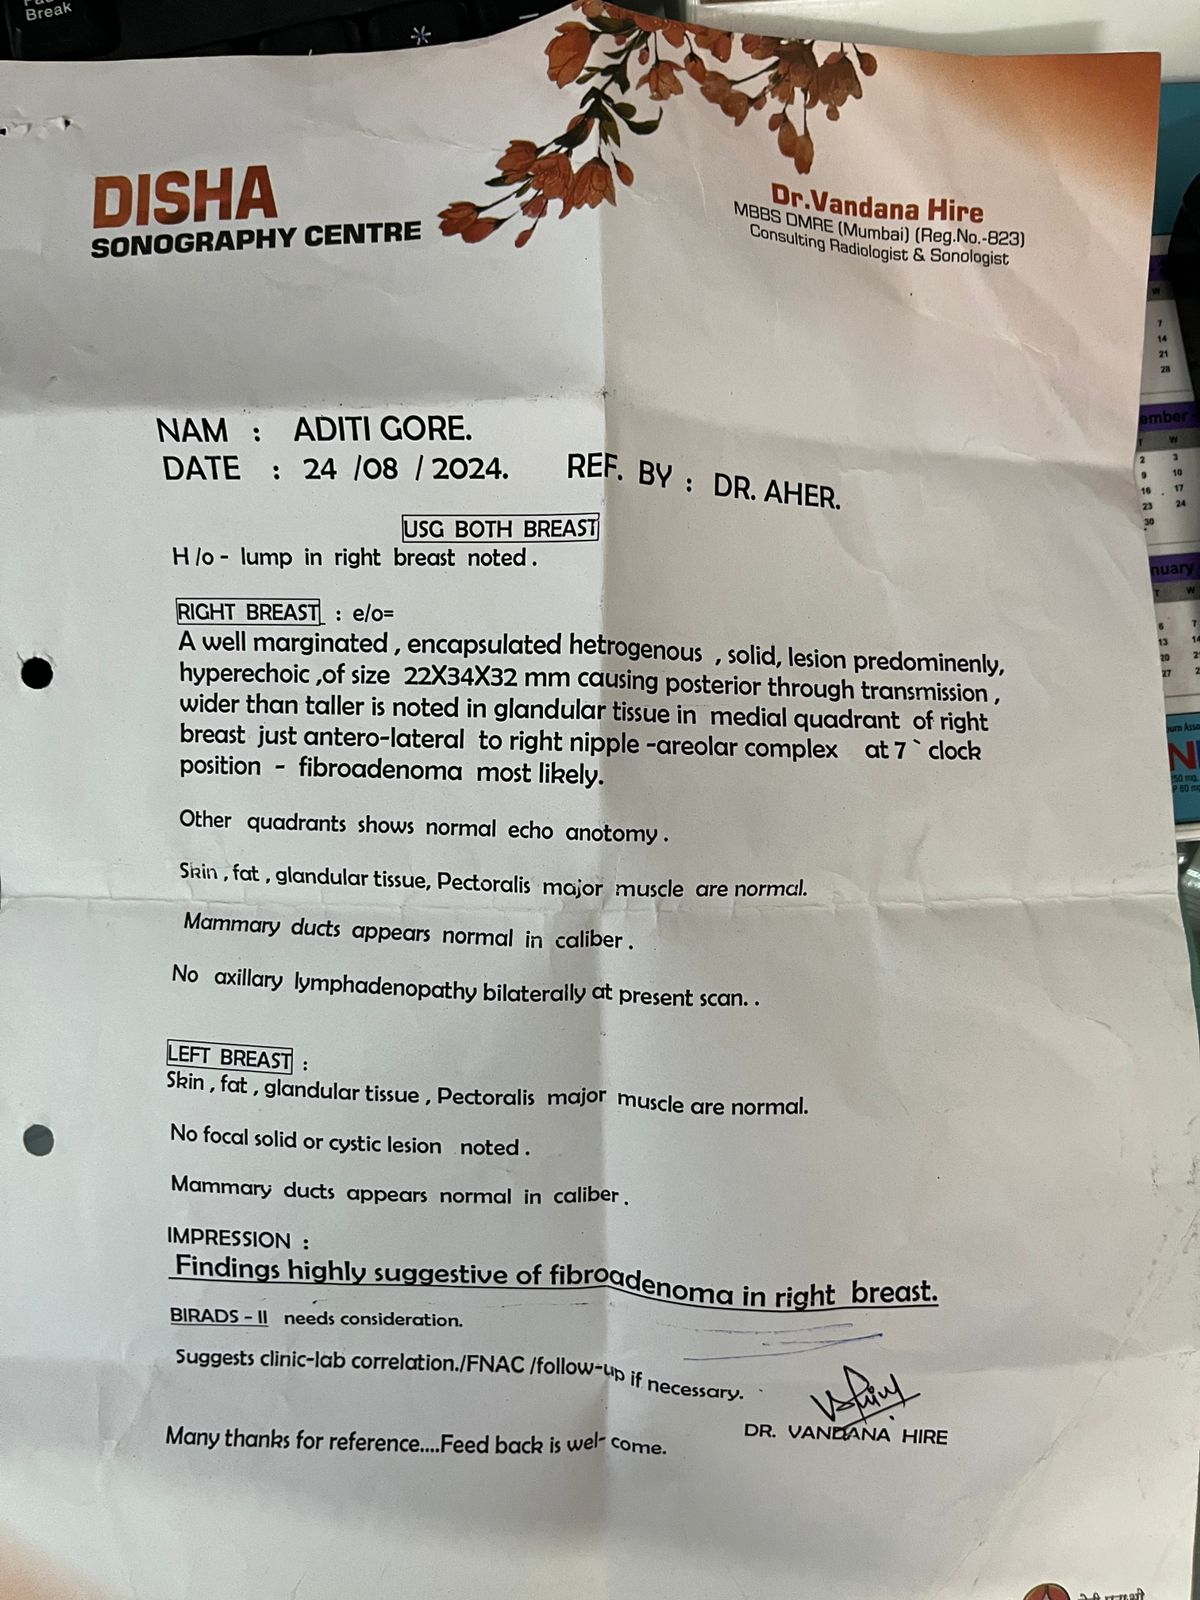 Break
DISHA
SONOGRAPHY CENTRE
Dr.Vandana Hire
MBBS DMRE (Mumbai) (Reg.No.-823)
Consulting Radiologist & Sonologist
NAM : ADITI GORE.
DATE : 24 /08 / 2024. REF. BY : DR. AHER.
USG BOTH BREAST
H/o - lump in right breast noted .
RIGHT BREAST : e/o=
A well marginated , encapsulated hetrogenous , solid, lesion predominenly,
hyperechoic ,of size 22X34X32 mm causing posterior through transmission ,
wider than taller is noted in glandular tissue in medial quadrant of right
breast just antero-lateral to right nipple -areolar complex at 7 ` clock
position - fibroadenoma most likely.
Other quadrants shows normal echo anotomy .
Skin , fat , glandular tissue, Pectoralis major muscle are normal.
Mammary ducts appears normal in caliber .
No axillary lymphadenopathy bilaterally at present scan. .
LEFT BREAST :
Skin , fat , glandular tissue , Pectoralis major muscle are normal.
No focal solid or cystic lesion noted .
Mammary ducts appears normal in caliber .
IMPRESSION :
Findings highly suggestive of fibroadenoma in right breast.
BIRADS - II needs consideration.
Suggests clinic-lab correlation./FNAC /follow-up if necessary.
DR. VANDANA HIRE
Many thanks for reference....Feed back is wel- come.